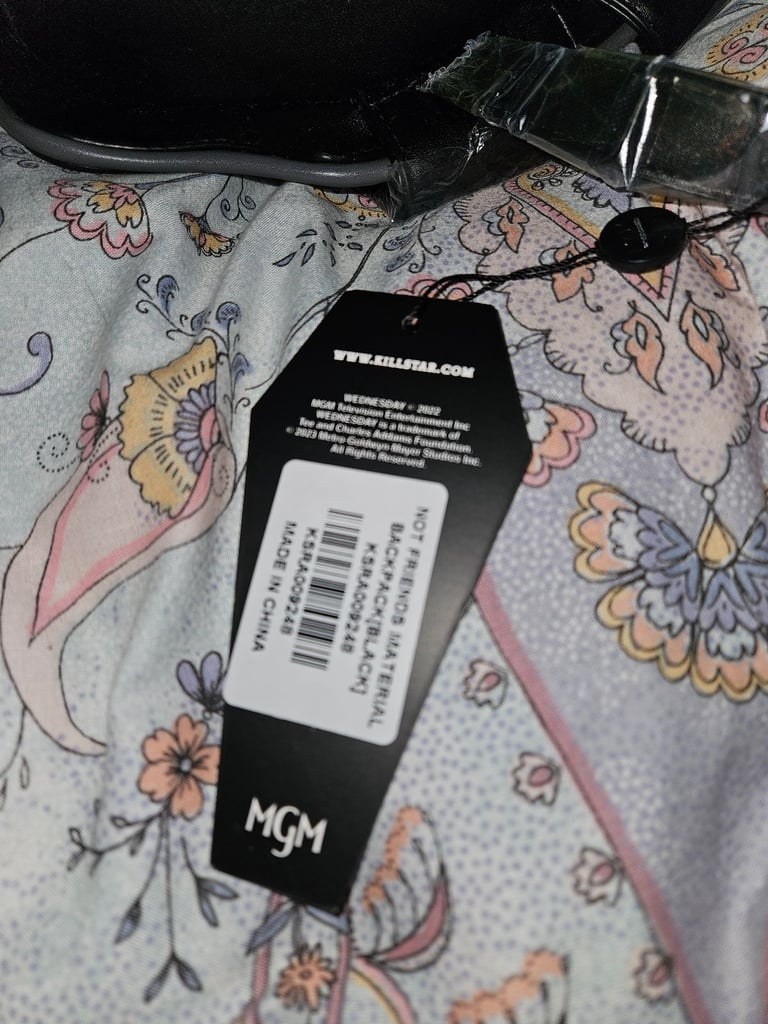 WWW.KILLSTAR.COM
WEDNESDAY © 2022
MGM Television Entertainment Inc
WEDNESDAY is a trademark of
Tee and Charles Addams Foundation.
© 2023 Metro Goldwyn Mayer Studios Inc.
All Rights Reserved.
NOT FRIENDS MATERIAL
BACKPACK[BLACK]
KSRA009248
KSRA009248
MADE IN CHINA
MGM